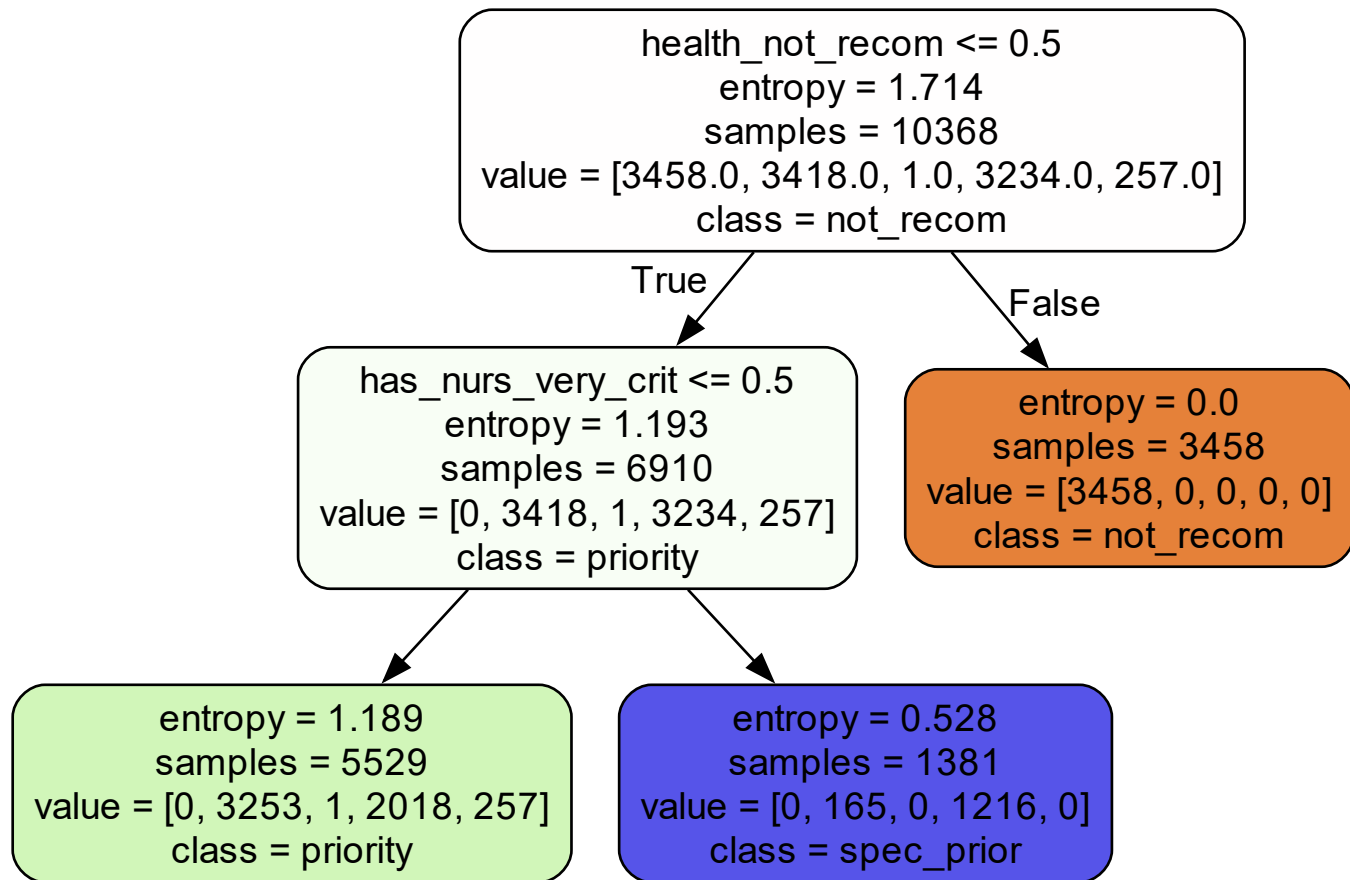 health_not_recom <= 0.5
entropy = 1.714
samples = 10368
value = [3458.0, 3418.0, 1.0, 3234.0, 257.0]
class = not_recom
True
False
has_nurs_very_crit <= 0.5
entropy = 1.193
samples = 6910
value = [0, 3418, 1, 3234, 257]
class = priority
entropy = 0.0
samples = 3458
value = [3458, 0, 0, 0, 0]
class = not_recom
entropy = 1.189
samples = 5529
value = [0, 3253, 1, 2018, 257]
class = priority
entropy = 0.528
samples = 1381
value = [0, 165, 0, 1216, 0]
class = spec_prior